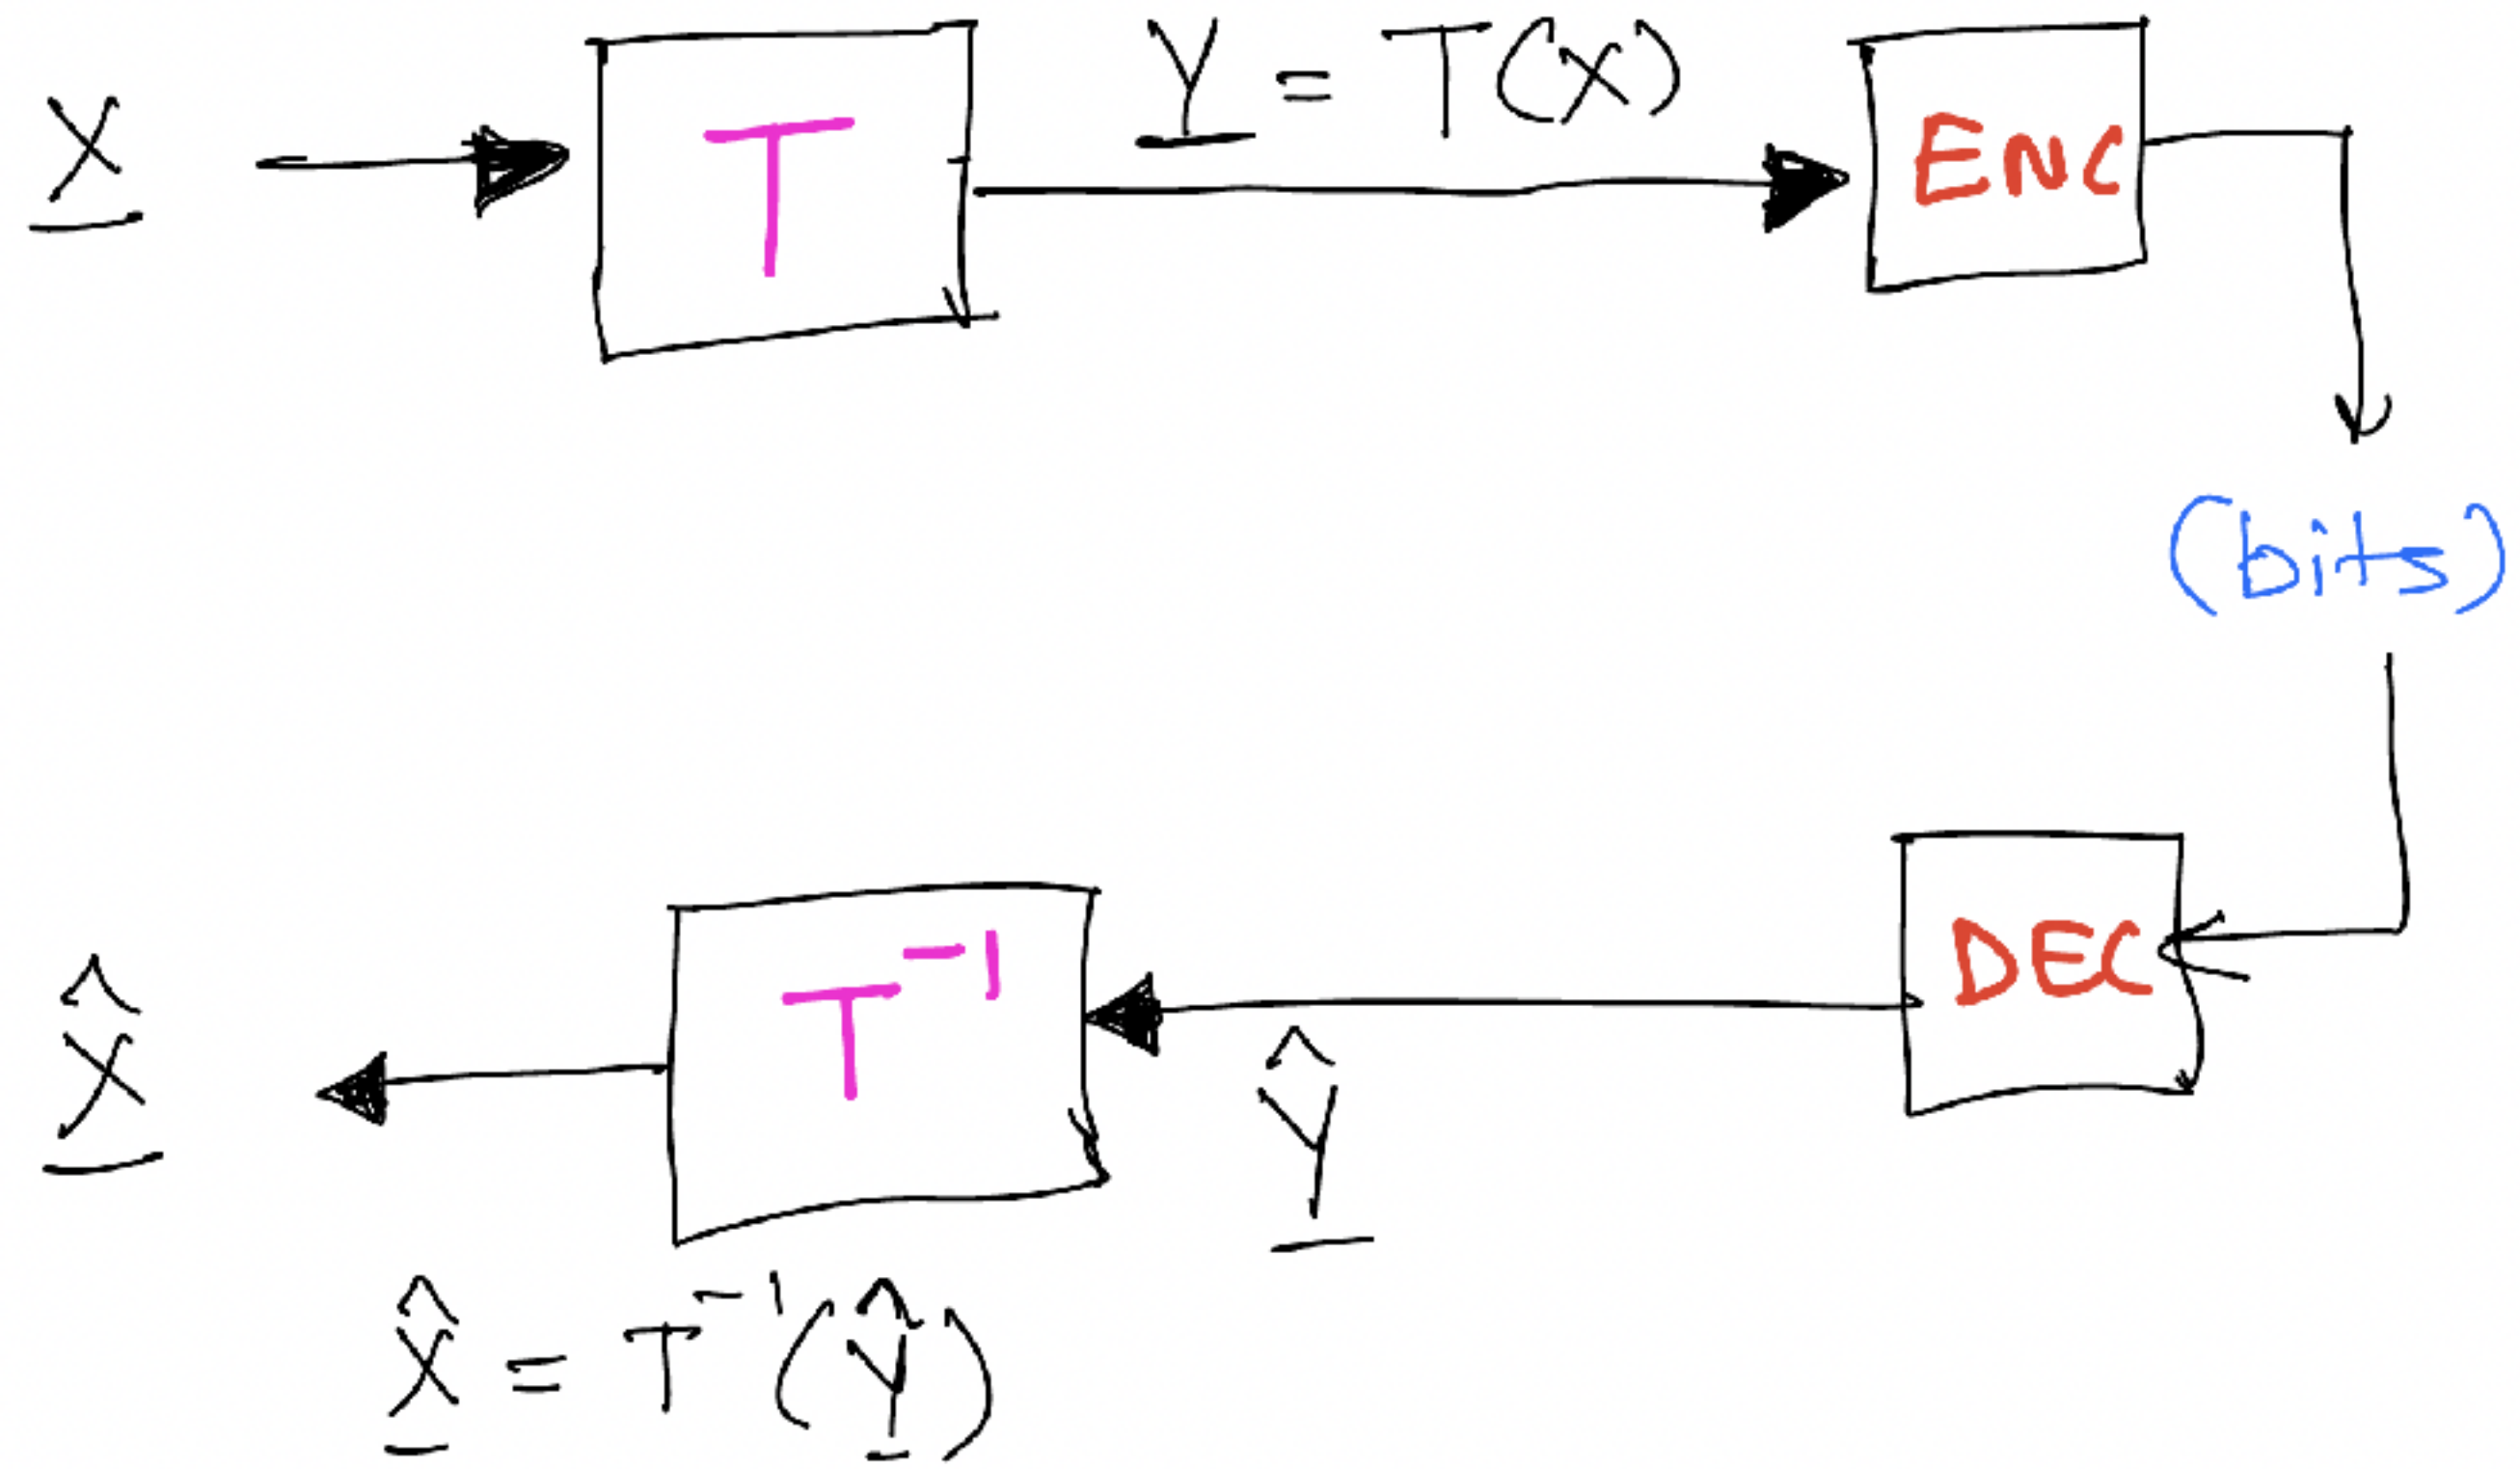 X
T
Y = T(X)
ENC
(bits)
DEC
Ŷ
T⁻¹
X̂
X̂ = T⁻¹(Ŷ)